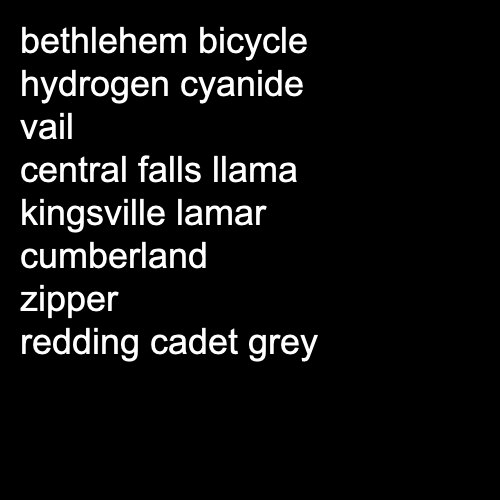 bethlehem bicycle
hydrogen cyanide
vail
central falls llama
kingsville lamar
cumberland
zipper
redding cadet grey